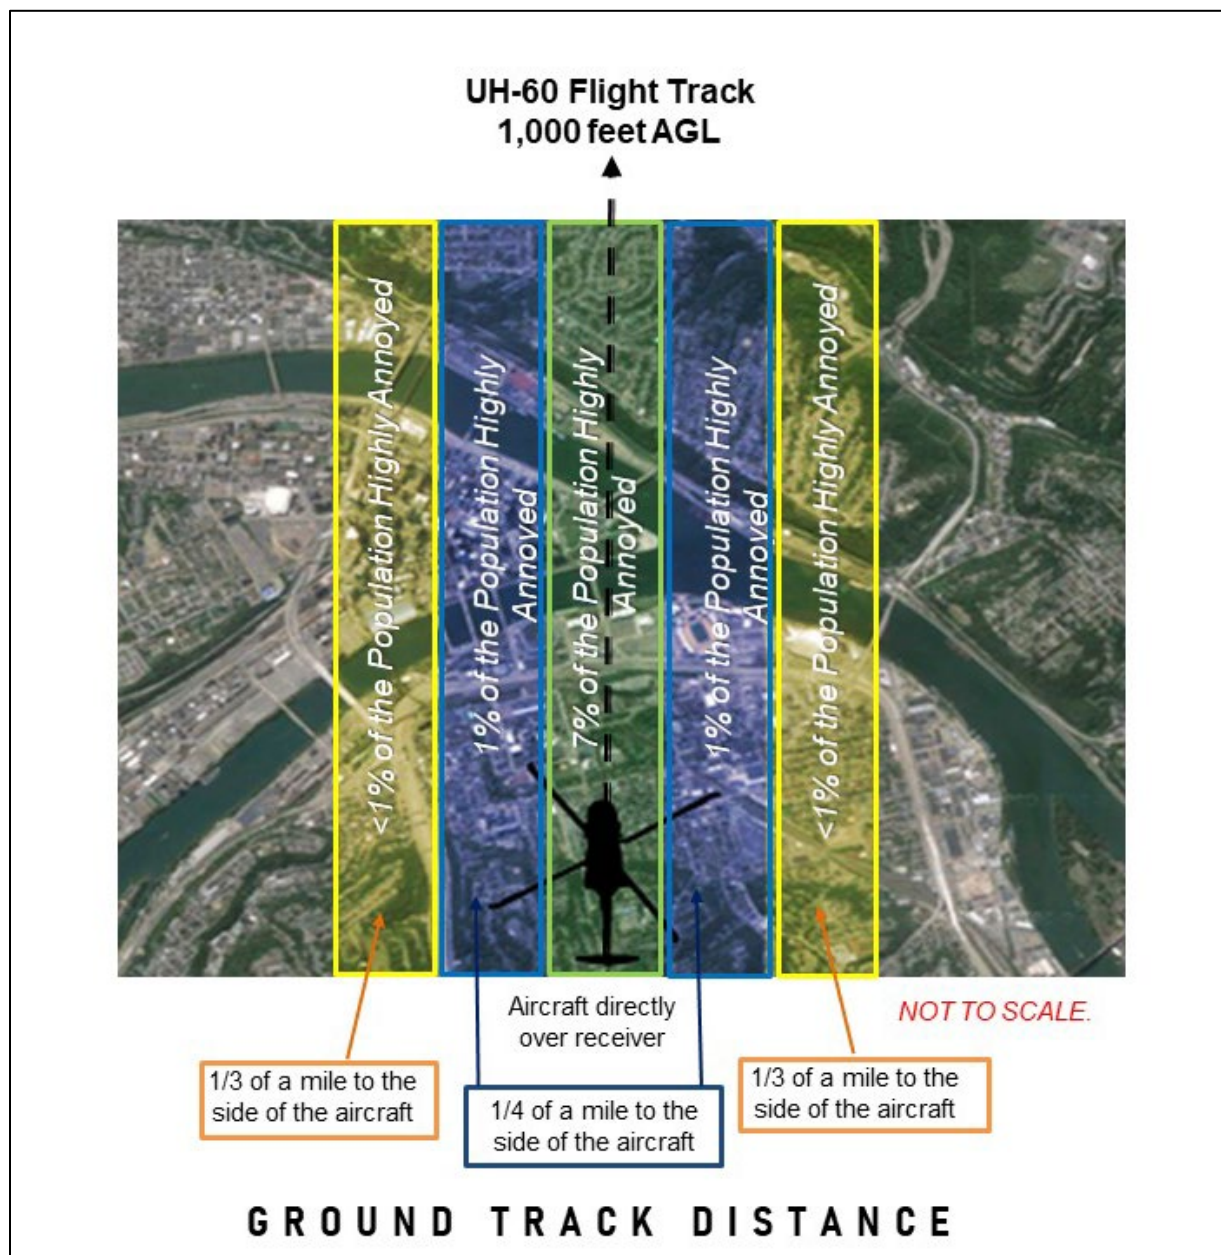 UH-60 Flight Track
1,000 feet AGL
<1% of the Population Highly Annoyed
1% of the Population Highly
Annoyed
7% of the Population Highly
Annoyed
1% of the Population Highly
Annoyed
<1% of the Population Highly Annoyed
Aircraft directly
over receiver
NOT TO SCALE.
1/3 of a mile to the
side of the aircraft
1/4 of a mile to the
side of the aircraft
1/3 of a mile to the
side of the aircraft
GROUND TRACK DISTANCE